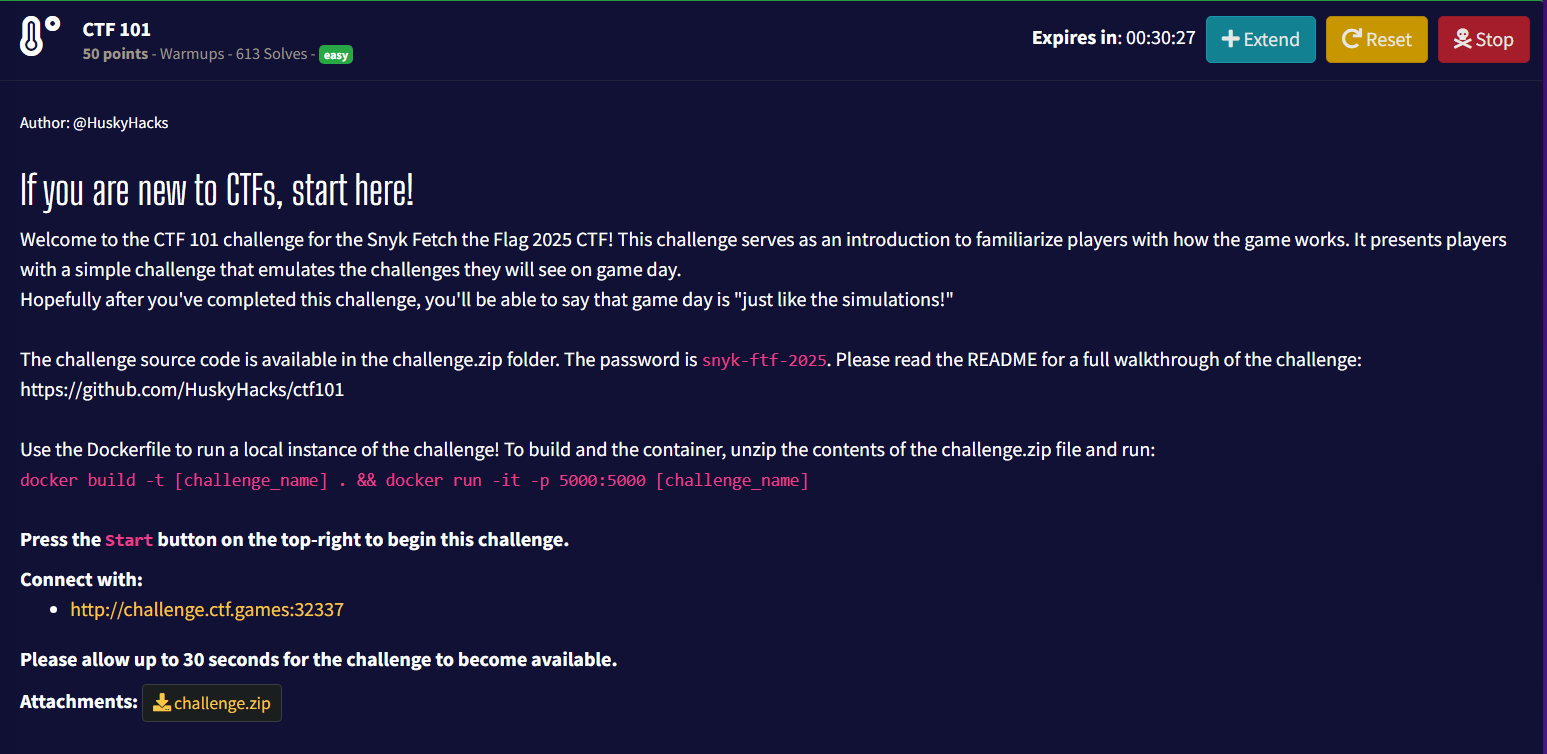 CTF 101
50 points - Warmups - 613 Solves - easy
Expires in: 00:30:27
Extend
Reset
Stop
Author: @HuskyHacks
If you are new to CTFs, start here!
Welcome to the CTF 101 challenge for the Snyk Fetch the Flag 2025 CTF! This challenge serves as an introduction to familiarize players with how the game works. It presents players
with a simple challenge that emulates the challenges they will see on game day.
Hopefully after you've completed this challenge, you'll be able to say that game day is "just like the simulations!"
The challenge source code is available in the challenge.zip folder. The password is snyk-ftf-2025. Please read the README for a full walkthrough of the challenge:
https://github.com/HuskyHacks/ctf101
Use the Dockerfile to run a local instance of the challenge! To build and the container, unzip the contents of the challenge.zip file and run:
docker build -t [challenge_name] . && docker run -it -p 5000:5000 [challenge_name]
Press the Start button on the top-right to begin this challenge.
Connect with:
• http://challenge.ctf.games:32337
Please allow up to 30 seconds for the challenge to become available.
Attachments: challenge.zip